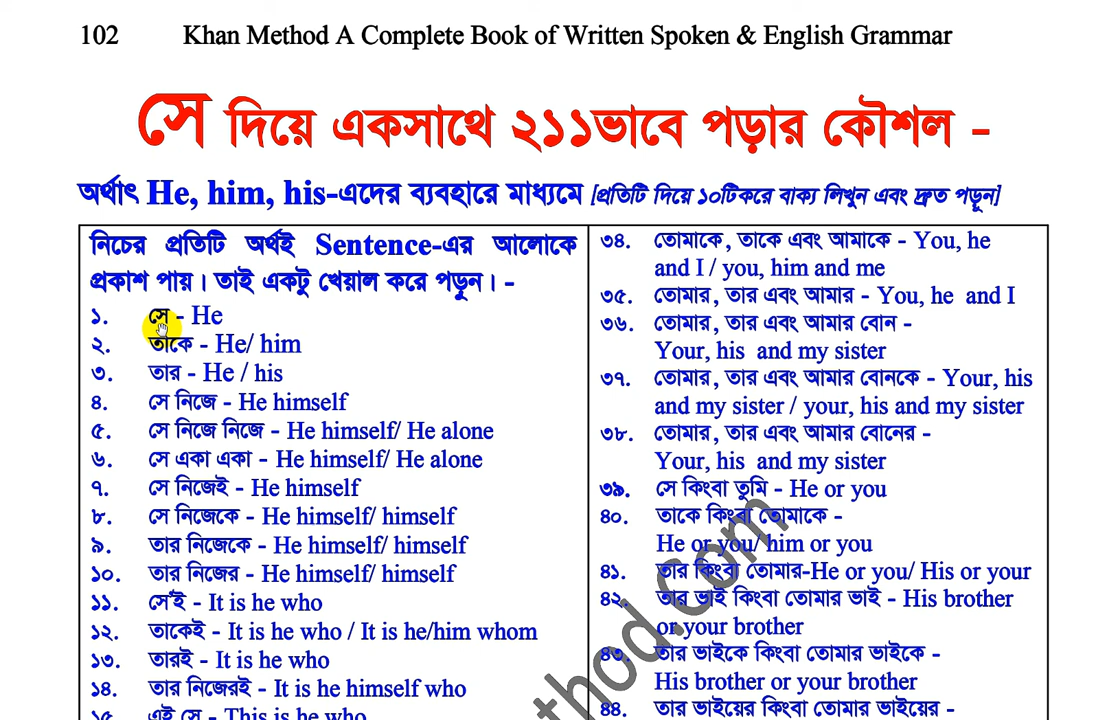 102 Khan Method A Complete Book of Written Spoken & English Grammar
সে দিয়ে একসাথে ২১১ভাবে পড়ার কৌশল -
অর্থাৎ He, him, his-এদের ব্যবহারে মাধ্যমে [প্রতিটি দিয়ে ১০টিকরে বাক্য লিখুন এবং দ্রুত পড়ুন]
নিচের প্রতিটি অর্থই Sentence-এর আলোকে
প্রকাশ পায়। তাই একটু খেয়াল করে পড়ুন। -
১. সে - He
২. তাকে - He/ him
৩. তার - He / his
৪. সে নিজে - He himself
৫. সে নিজে নিজে - He himself/ He alone
৬. সে একা একা - He himself/ He alone
৭. সে নিজেই - He himself
৮. সে নিজেকে - He himself/ himself
৯. তার নিজেকে - He himself/ himself
১০. তার নিজের - He himself/ himself
১১. সে'ই - It is he who
১২. তাকেই - It is he who / It is he/him whom
১৩. তারই - It is he who
১৪. তার নিজেরই - It is he himself who
১৫. এই সে - This is he who
৩৪. তোমাকে, তাকে এবং আমাকে - You, he
and I / you, him and me
৩৫. তোমার, তার এবং আমার - You, he and I
৩৬. তোমার, তার এবং আমার বোন -
Your, his and my sister
৩৭. তোমার, তার এবং আমার বোনকে - Your, his
and my sister / your, his and my sister
৩৮. তোমার, তার এবং আমার বোনের -
Your, his and my sister
৩৯. সে কিংবা তুমি - He or you
৪০. তাকে কিংবা তোমাকে -
He or you/ him or you
৪১. তার কিংবা তোমার-He or you/ His or your
৪২. তার ভাই কিংবা তোমার ভাই - His brother
or your brother
৪৩. তার ভাইকে কিংবা তোমার ভাইকে -
His brother or your brother
৪৪. তার ভাইয়ের কিংবা তোমার ভাইয়ের -
thod.com